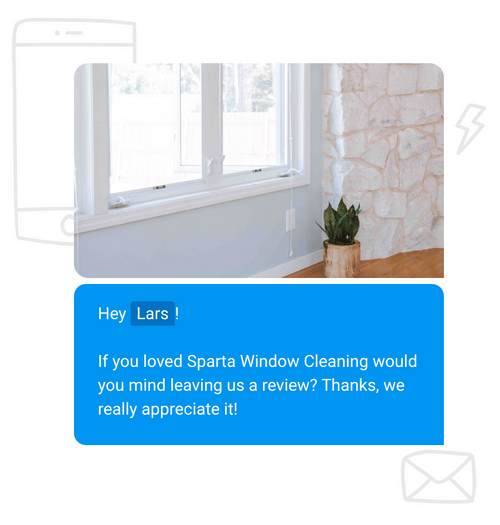 Hey Lars !
If you loved Sparta Window Cleaning would
you mind leaving us a review? Thanks, we
really appreciate it!